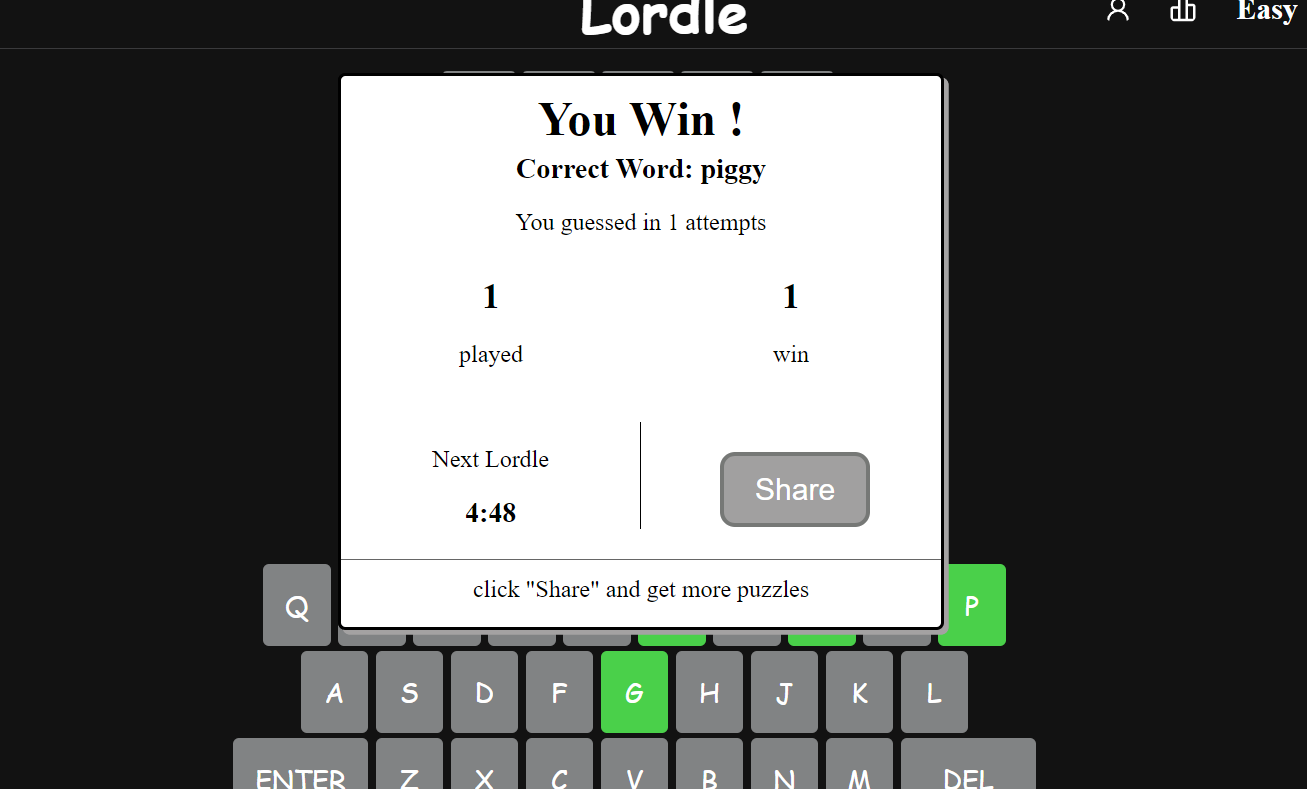 Lordle
Easy
You Win !
Correct Word: piggy
You guessed in 1 attempts
1 1
played win
Next Lordle
4:48
Share
click "Share" and get more puzzles
Q P
A S D F G H J K L
ENTER Z X C V B N M DEL